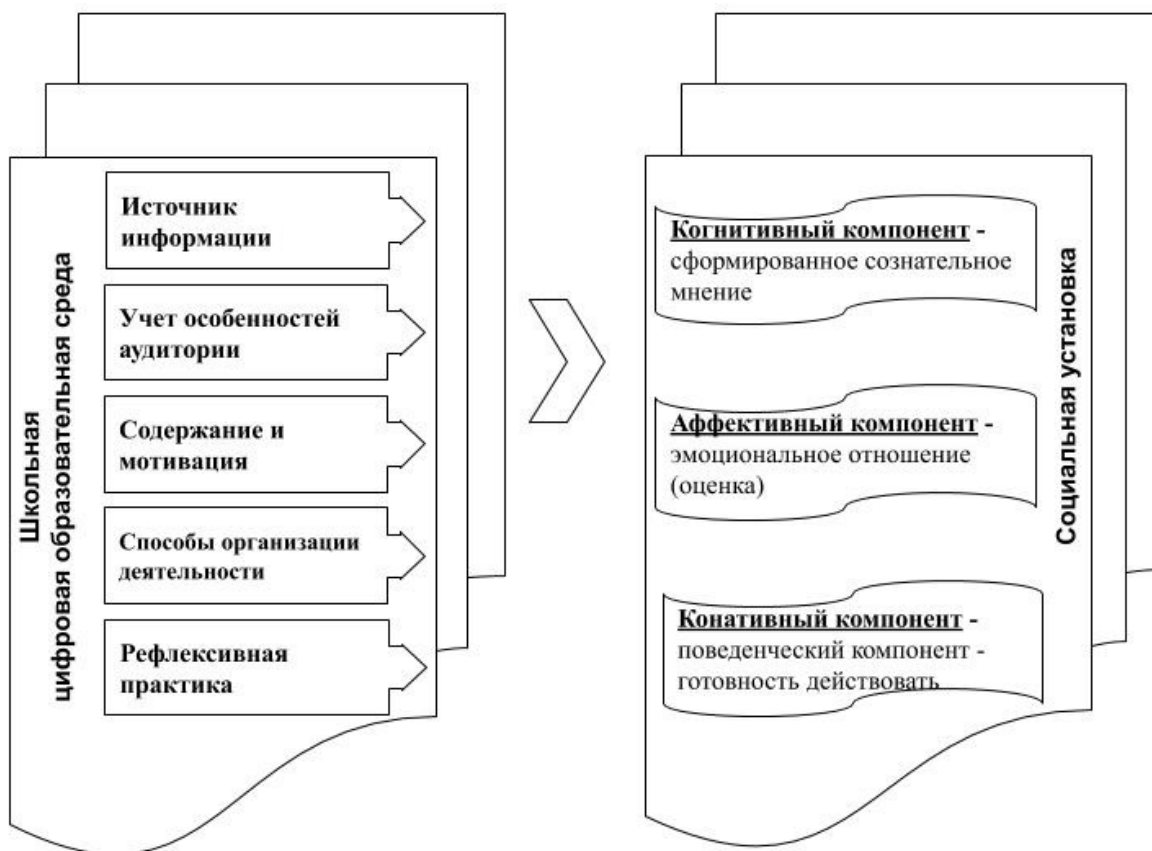 Школьная
цифровая образовательная среда
Источник
информации
Учет особенностей
аудитории
Содержание и
мотивация
Способы организации
деятельности
Рефлексивная
практика
Когнитивный компонент -
сформированное сознательное
мнение
Аффективный компонент -
эмоциональное отношение
(оценка)
Конативный компонент -
поведенческий компонент -
готовность действовать
Социальная установка